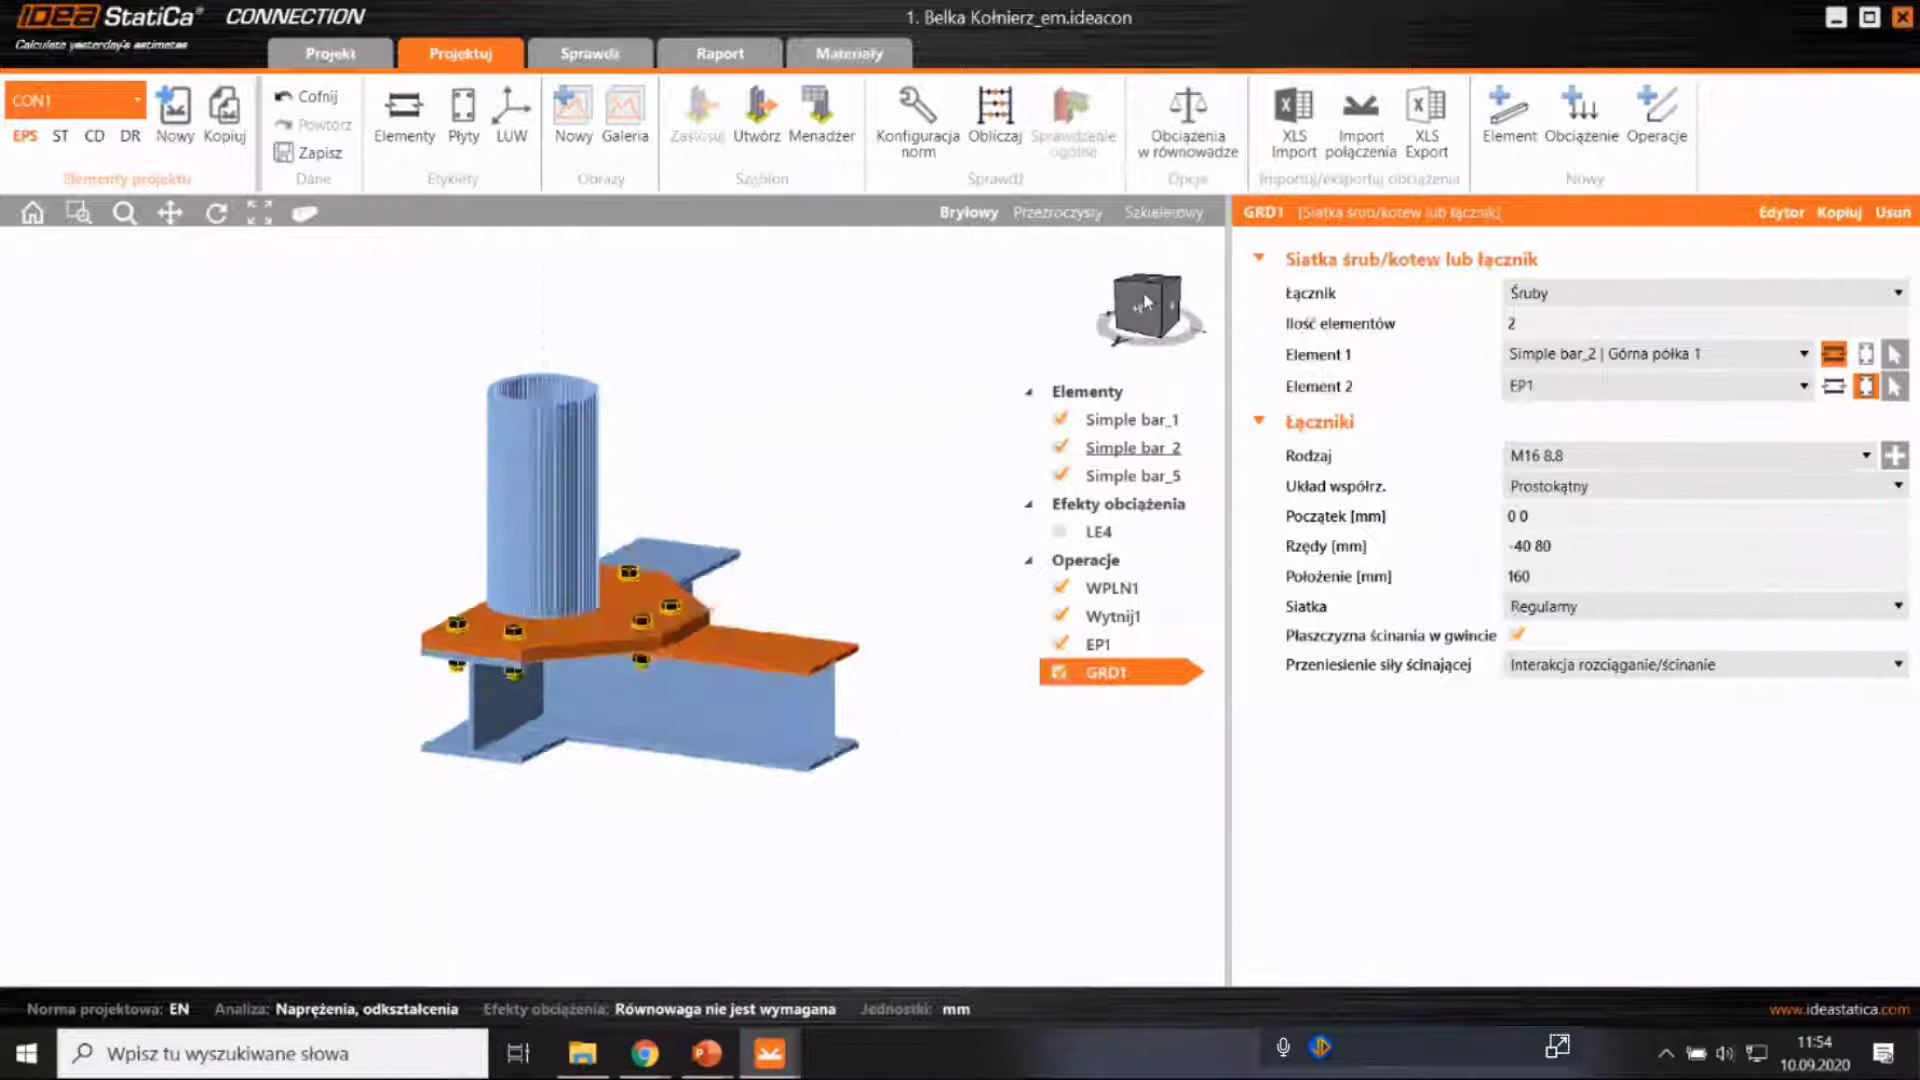 IDEA StatiCa® CONNECTION
Calculate yesterday's estimates
1. Belka Kołnierz_em.ideacon
Projekt
Projektuj
Sprawdź
Raport
Materiały
CON1
EPS ST CD DR
Nowy
Kopiuj
Elementy projektu
Cofnij
Powtórz
Zapisz
Dane
Elementy
Płyty
LUW
Etykiety
Nowy
Galeria
Obrazy
Zastosuj
Utwórz
Menadżer
Szablon
Konfiguracja norm
Obliczaj
Sprawdzenie ogólne
Sprawdź
Obciążenia w równowadze
Opcje
XLS Import
Import połączenia
XLS Export
Importuj/eksportuj obciążenia
Element
Obciążenie
Operacje
Nowy
Bryłowy Przezroczysty Szkieletowy
GRD1 [Siatka śrub/kotew lub łącznik]
Edytor Kopiuj Usuń
Elementy
Simple bar_1
Simple bar_2
Simple bar_5
Efekty obciążenia
LE4
Operacje
WPLN1
Wytnij1
EP1
GRD1
Siatka śrub/kotew lub łącznik
Łącznik Śruby
Ilość elementów 2
Element 1 Simple bar_2 | Górna półka 1
Element 2 EP1
Łączniki
Rodzaj M16 8.8
Układ współrz. Prostokątny
Początek [mm] 0 0
Rzędy [mm] -40 80
Położenie [mm] 160
Siatka Regularny
Płaszczyzna ścinania w gwincie
Przeniesienie siły ścinającej Interakcja rozciąganie/ścinanie
Norma projektowa: EN Analiza: Naprężenia, odkształcenia Efekty obciążenia: Równowaga nie jest wymagana Jednostki: mm
www.ideastatica.com
Wpisz tu wyszukiwane słowa
11:54
10.09.2020